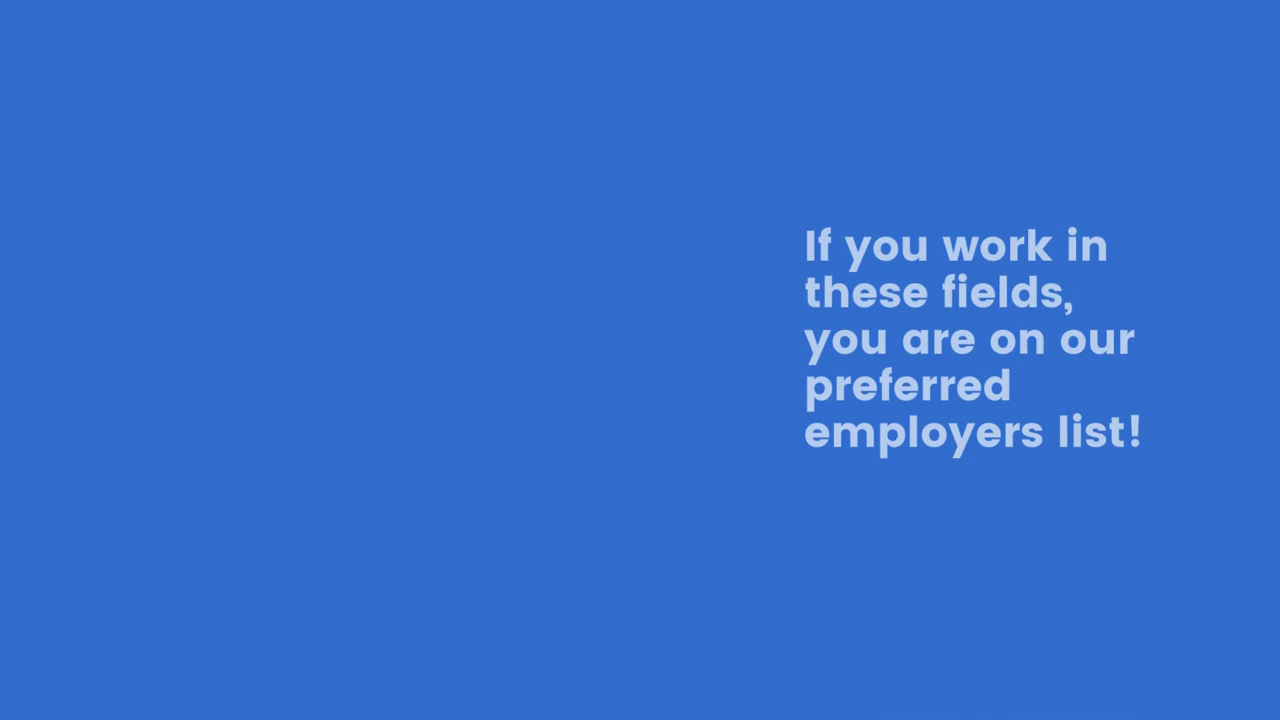 If you work in
these fields,
you are on our
preferred
employers list!